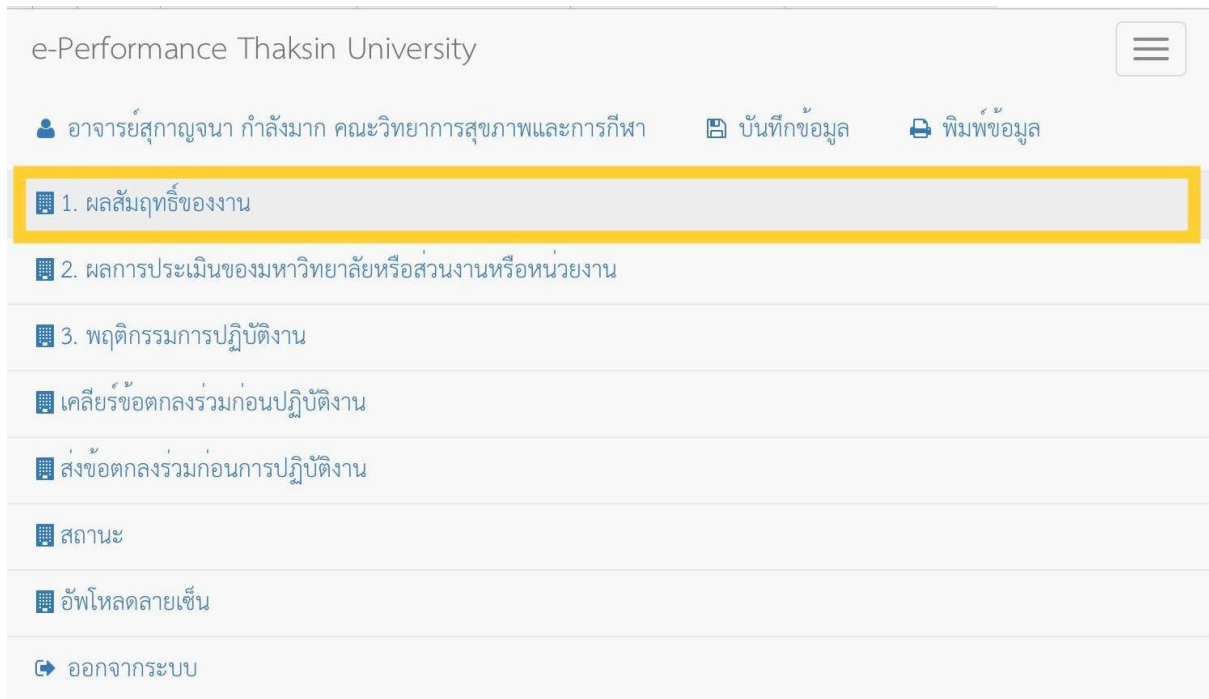 e-Performance Thaksin University
อาจารย์สุกาญจนา กำลังมาก คณะวิทยาการสุขภาพและการกีฬา บันทึกข้อมูล พิมพ์ข้อมูล
1. ผลสัมฤทธิ์ของงาน
2. ผลการประเมินของมหาวิทยาลัยหรือส่วนงานหรือหน่วยงาน
3. พฤติกรรมการปฏิบัติงาน
เคลียร์ข้อตกลงร่วมก่อนปฏิบัติงาน
ส่งข้อตกลงร่วมก่อนการปฏิบัติงาน
สถานะ
อัพโหลดลายเซ็น
ออกจากระบบ